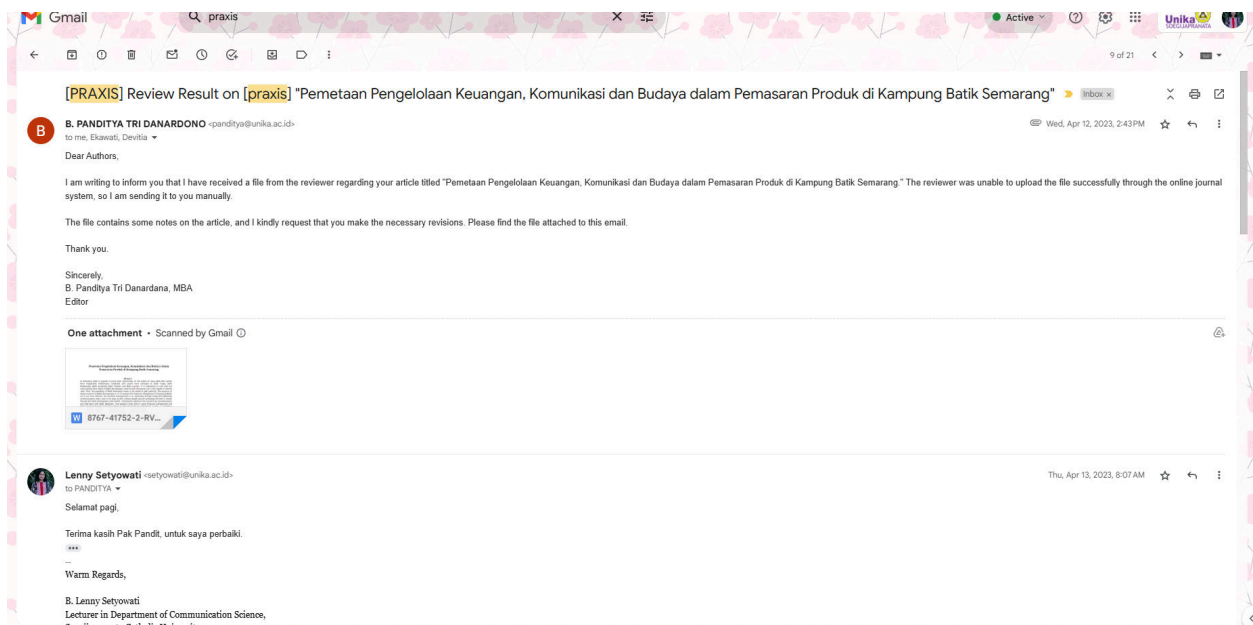 Gmail
praxis
Active
Unika
SOEGIJAPRANATA
9 of 21
[PRAXIS] Review Result on [praxis] "Pemetaan Pengelolaan Keuangan, Komunikasi dan Budaya dalam Pemasaran Produk di Kampung Batik Semarang"
Inbox x
B
B. PANDITYA TRI DANARDONO <panditya@unika.ac.id>
Wed, Apr 12, 2023, 2:43 PM
to me, Ekawati, Devitia
Dear Authors,
I am writing to inform you that I have received a file from the reviewer regarding your article titled "Pemetaan Pengelolaan Keuangan, Komunikasi dan Budaya dalam Pemasaran Produk di Kampung Batik Semarang." The reviewer was unable to upload the file successfully through the online journal
system, so I am sending it to you manually.
The file contains some notes on the article, and I kindly request that you make the necessary revisions. Please find the file attached to this email.
Thank you.
Sincerely,
B. Panditya Tri Danardana, MBA
Editor
One attachment • Scanned by Gmail
W 8767-41752-2-RV...
Lenny Setyowati <setyowati@unika.ac.id>
Thu, Apr 13, 2023, 8:07 AM
to PANDITYA
Selamat pagi,
Terima kasih Pak Pandit, untuk saya perbaiki.
--
Warm Regards,
B. Lenny Setyowati
Lecturer in Department of Communication Science,